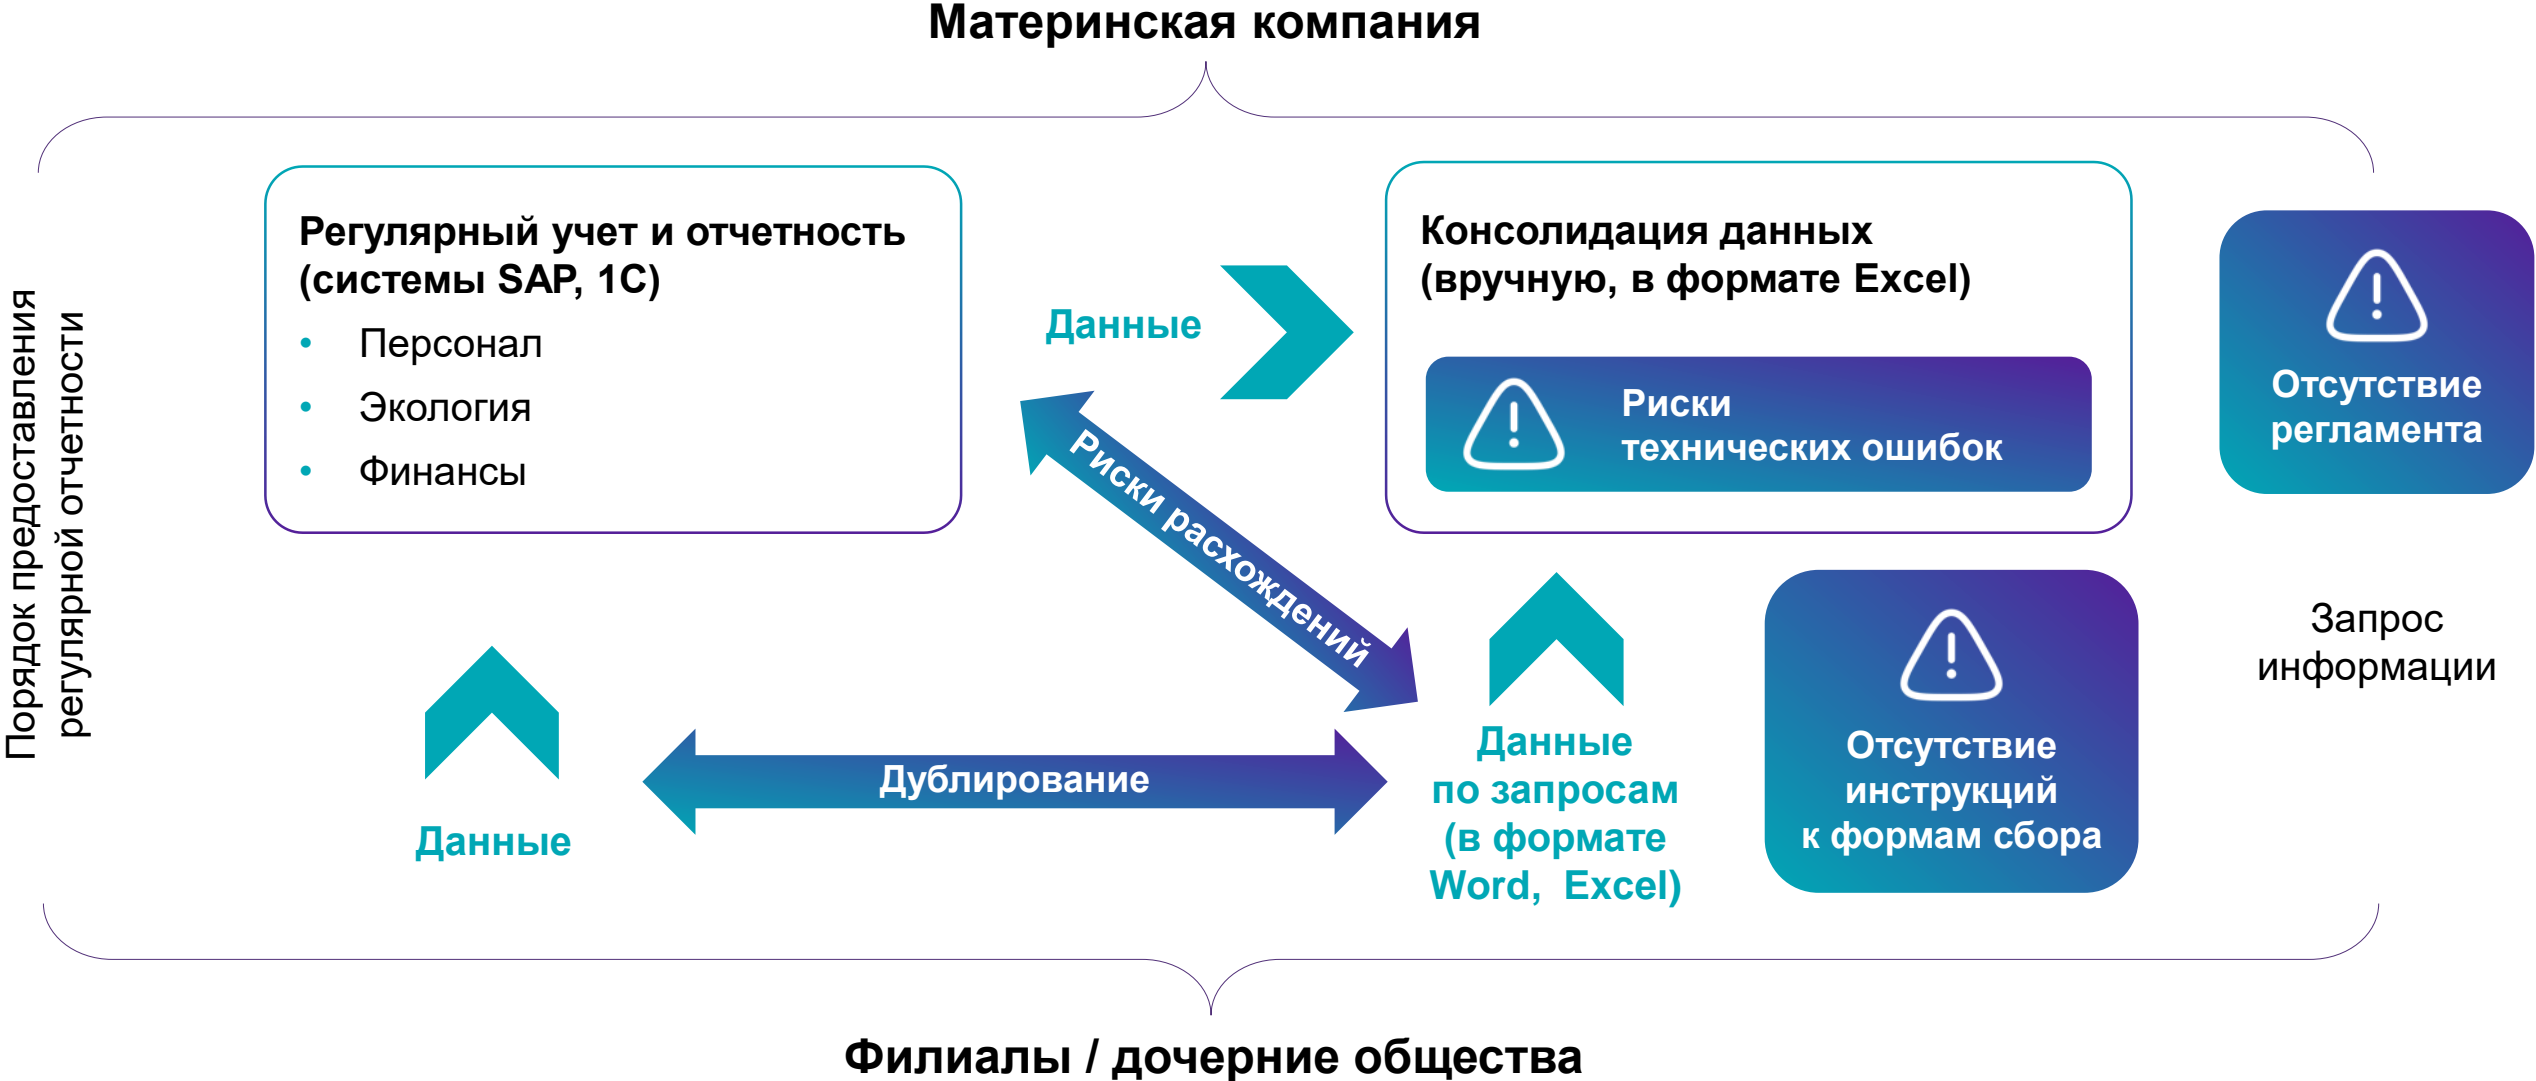 Материнская компания
Порядок предоставления
регулярной отчетности
Регулярный учет и отчетность
(системы SAP, 1С)
• Персонал
• Экология
• Финансы
Данные
Консолидация данных
(вручную, в формате Excel)
Риски
технических ошибок
Отсутствие
регламента
Риски расхождений
Запрос
информации
Данные
Дублирование
Данные
по запросам
(в формате
Word, Excel)
Отсутствие
инструкций
к формам сбора
Филиалы / дочерние общества